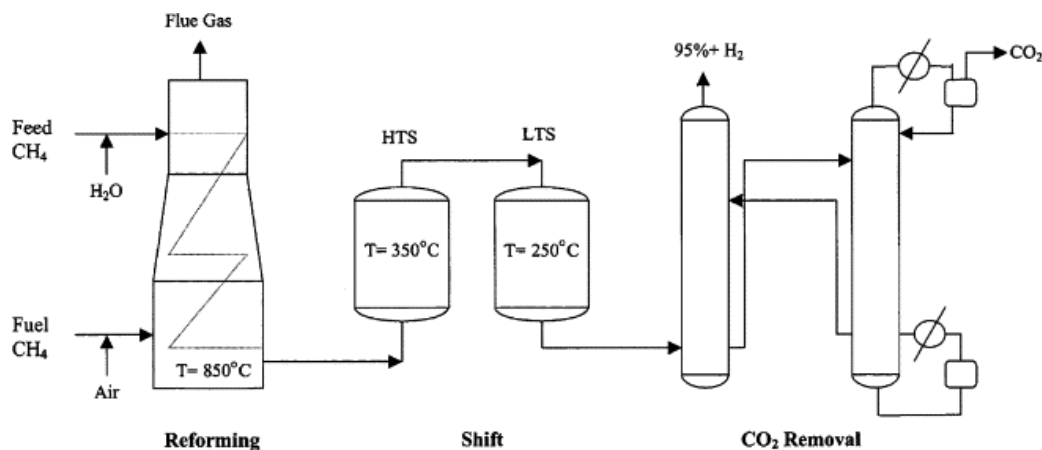 Flue Gas
Feed
CH₄
H₂O
Fuel
CH₄
Air
T= 850°C
Reforming
HTS
LTS
T= 350°C
T= 250°C
Shift
95%+ H₂
CO₂
CO₂ Removal